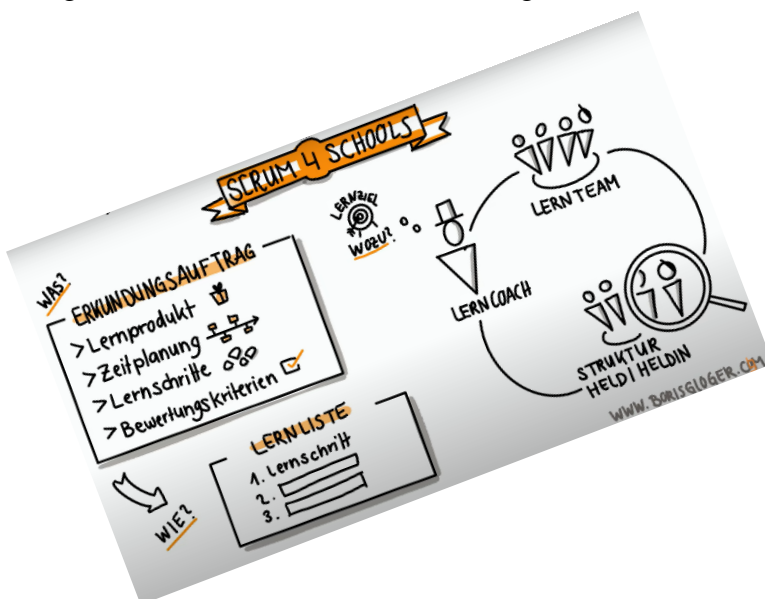 SCRUM 4 SCHOOLS
LERNZIEL
WOZU?
LERNTEAM
LERNCOACH
STRUKTUR
HELD | HELDIN
WAS?
ERKUNDUNGSAUFTRAG
> Lernprodukt
> Zeitplanung
> Lernschritte
> Bewertungskriterien
WIE?
LERNLISTE
1. Lernschritt
2.
3.
WWW.BORISGLOGER.COM